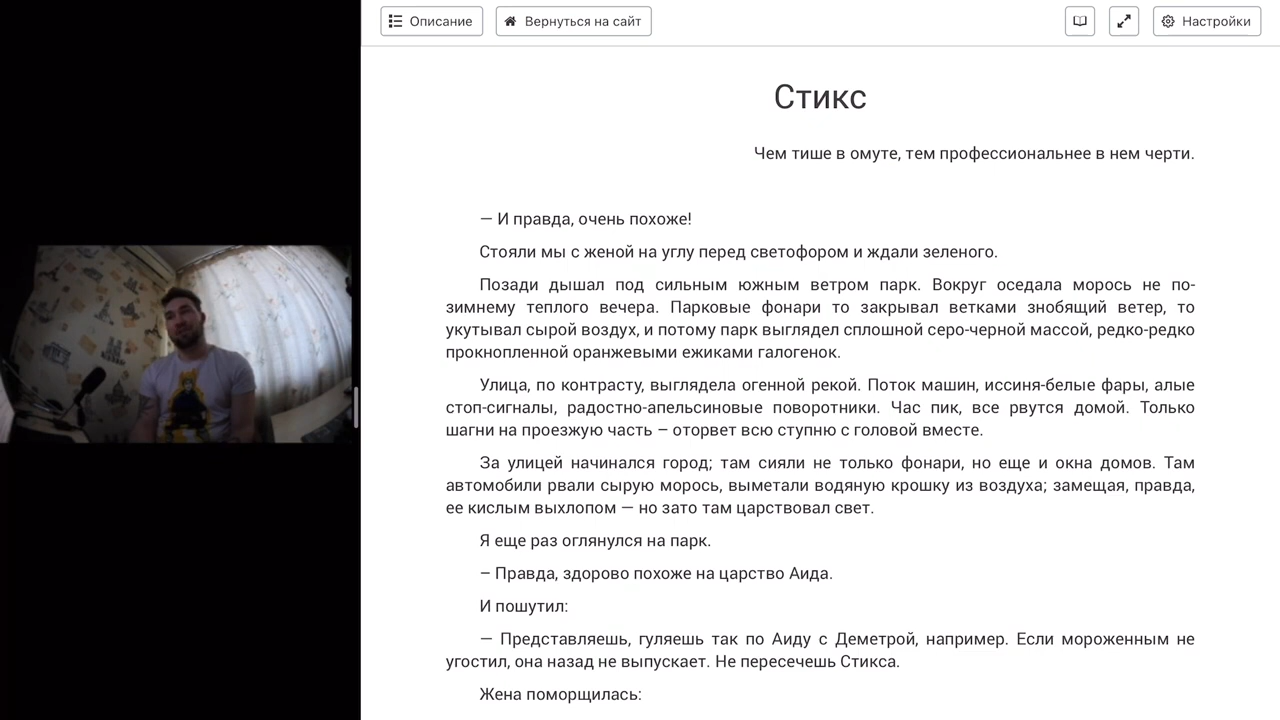 Описание
Вернуться на сайт
Настройки
Стикс
Чем тише в омуте, тем профессиональнее в нем черти.
— И правда, очень похоже!
Стояли мы с женой на углу перед светофором и ждали зеленого.
Позади дышал под сильным южным ветром парк. Вокруг оседала морось не по-
зимнему теплого вечера. Парковые фонари то закрывал ветками знобящий ветер, то
укутывал сырой воздух, и потому парк выглядел сплошной серо-черной массой, редко-редко
прокнопленной оранжевыми ежиками галогенок.
Улица, по контрасту, выглядела огенной рекой. Поток машин, иссиня-белые фары, алые
стоп-сигналы, радостно-апельсиновые поворотники. Час пик, все рвутся домой. Только
шагни на проезжую часть – оторвет всю ступню с головой вместе.
За улицей начинался город; там сияли не только фонари, но еще и окна домов. Там
автомобили рвали сырую морось, выметали водяную крошку из воздуха; замещая, правда,
ее кислым выхлопом — но зато там царствовал свет.
Я еще раз оглянулся на парк.
– Правда, здорово похоже на царство Аида.
И пошутил:
— Представляешь, гуляешь так по Аиду с Деметрой, например. Если мороженным не
угостил, она назад не выпускает. Не пересечешь Стикса.
Жена поморщилась: